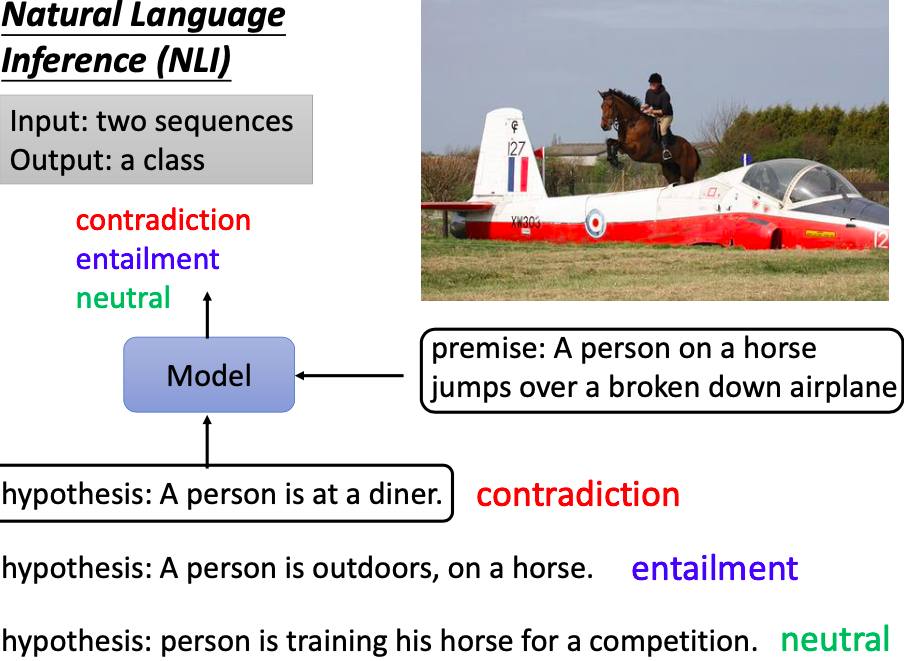 Natural Language
Inference (NLI)
Input: two sequences
Output: a class
contradiction
entailment
neutral
127
XW303
12
Model
premise: A person on a horse
jumps over a broken down airplane
hypothesis: A person is at a diner.
contradiction
hypothesis: A person is outdoors, on a horse.
entailment
hypothesis: person is training his horse for a competition.
neutral